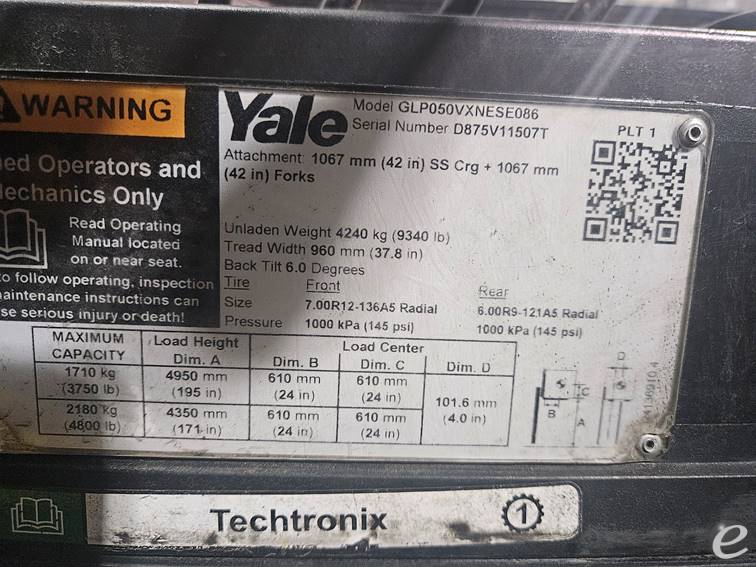 WARNING
ned Operators and
Mechanics Only
Read Operating
Manual located
on or near seat.
to follow operating, inspection
maintenance instructions can
se serious injury or death!
Yale
Model GLP050VXNESE086
Serial Number D875V11507T
PLT 1
Attachment: 1067 mm (42 in) SS Crg + 1067 mm
(42 in) Forks
Unladen Weight 4240 kg (9340 lb)
Tread Width 960 mm (37.8 in)
Back Tilt 6.0 Degrees
Tire Front Rear
Size 7.00R12-136A5 Radial 6.00R9-121A5 Radial
Pressure 1000 kPa (145 psi) 1000 kPa (145 psi)
MAXIMUM CAPACITY Load Height Dim. A Load Center
Dim. B Dim. C Dim. D
1710 kg (3750 lb) 4950 mm (195 in) 610 mm (24 in) 610 mm (24 in) 101.6 mm (4.0 in)
2180 kg (4800 lb) 4350 mm (171 in) 610 mm (24 in) 610 mm (24 in)
D
C
B
A
Techtronix
1
e